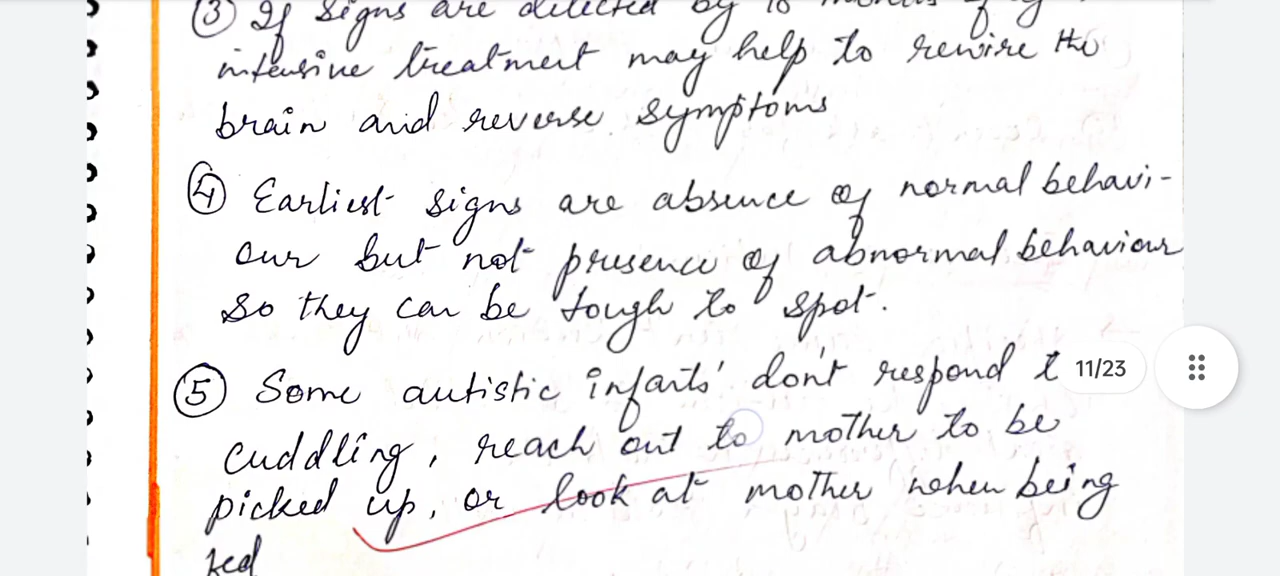 ③ If signs are detected by 18 months of
intensive treatment may help to rewire the
brain and reverse symptoms
④ Earliest signs are absence of normal behavi-
our but not presence of abnormal behaviour
so they can be tough to spot.
⑤ Some autistic infants' don't respond t
11/23
cuddling, reach out to mother to be
picked up, or look at mother when being
fed